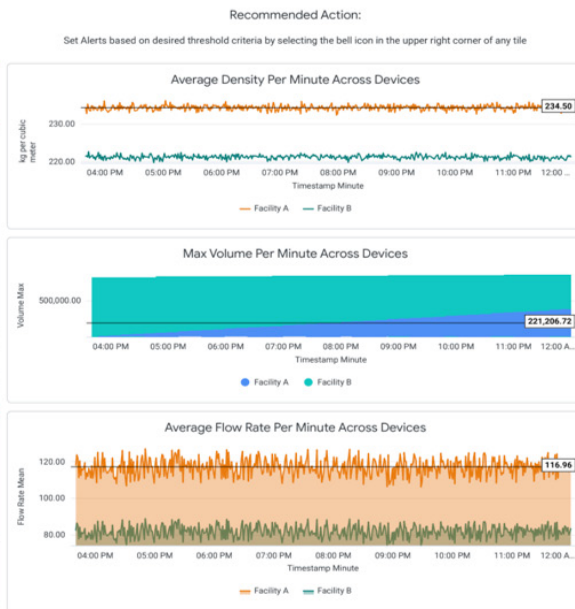 Recommended Action:
Set Alerts based on desired threshold criteria by selecting the bell icon in the upper right corner of any tile
Average Density Per Minute Across Devices
kg per cubic
meter
230.00
220.00
234.50
04:00 PM 05:00 PM 06:00 PM 07:00 PM 08:00 PM 09:00 PM 10:00 PM 11:00 PM 12:00 ...
Timestamp Minute
Facility A Facility B
Max Volume Per Minute Across Devices
Volume Max
500,000.00
221,206.72
04:00 PM 05:00 PM 06:00 PM 07:00 PM 08:00 PM 09:00 PM 10:00 PM 11:00 PM 12:00 A...
Timestamp Minute
Facility A Facility B
Average Flow Rate Per Minute Across Devices
Flow Rate Mean
120.00
100.00
80.00
116.96
04:00 PM 05:00 PM 06:00 PM 07:00 PM 08:00 PM 09:00 PM 10:00 PM 11:00 PM 12:00 A...
Timestamp Minute
Facility A Facility B